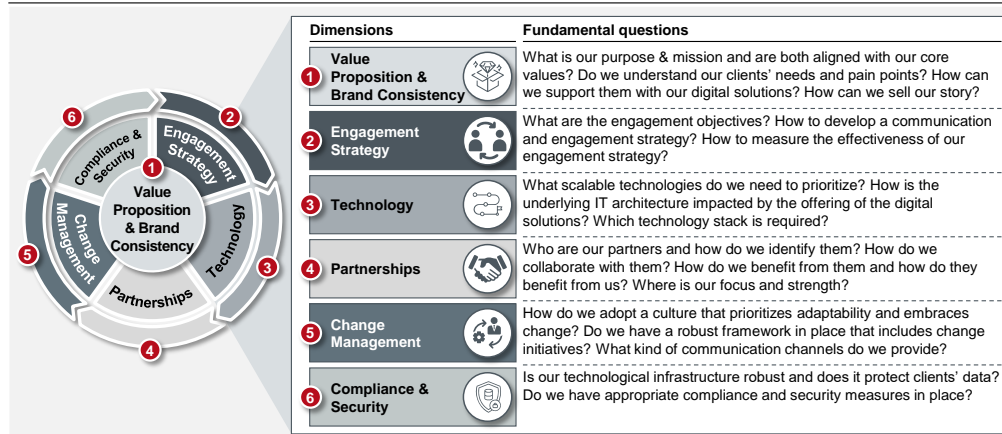 Dimensions
Fundamental questions
1
Value
Proposition &
Brand Consistency
What is our purpose & mission and are both aligned with our core
values? Do we understand our clients' needs and pain points? How can
we support them with our digital solutions? How can we sell our story?
2
Engagement
Strategy
What are the engagement objectives? How to develop a communication
and engagement strategy? How to measure the effectiveness of our
engagement strategy?
3
Technology
What scalable technologies do we need to prioritize? How is the
underlying IT architecture impacted by the offering of the digital
solutions? Which technology stack is required?
4
Partnerships
Who are our partners and how do we identify them? How do we
collaborate with them? How do we benefit from them and how do they
benefit from us? Where is our focus and strength?
5
Change
Management
How do we adopt a culture that prioritizes adaptability and embraces
change? Do we have a robust framework in place that includes change
initiatives? What kind of communication channels do we provide?
6
Compliance &
Security
Is our technological infrastructure robust and does it protect clients' data?
Do we have appropriate compliance and security measures in place?
1
Value
Proposition
& Brand
Consistency
2
Engagement
Strategy
3
Technology
4
Partnerships
5
Change
Management
6
Compliance &
Security